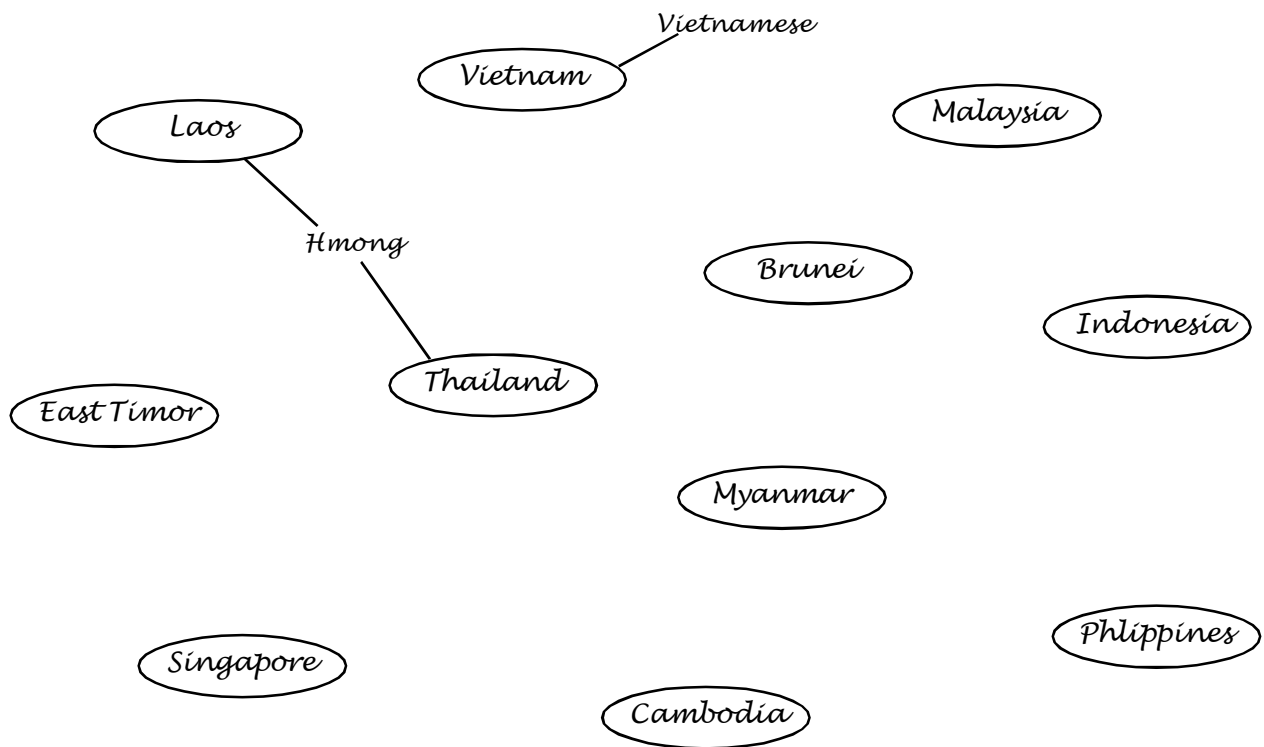 Vietnamese
Vietnam
Malaysia
Laos
Hmong
Brunei
Indonesia
Thailand
East Timor
Myanmar
Phlippines
Singapore
Cambodia